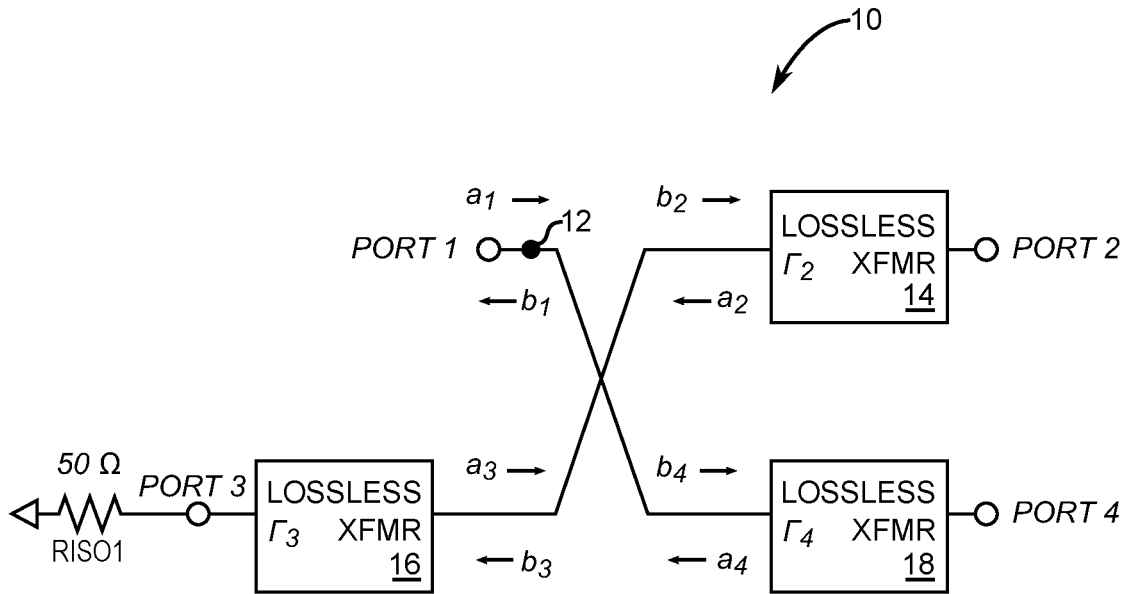 10
a1
b2
12
PORT 1
b1
LOSSLESS
Γ2 XFMR
14
PORT 2
a2
50 Ω
PORT 3
RISO1
a3
LOSSLESS
Γ3 XFMR
16
b3
b4
LOSSLESS
Γ4 XFMR
18
PORT 4
a4